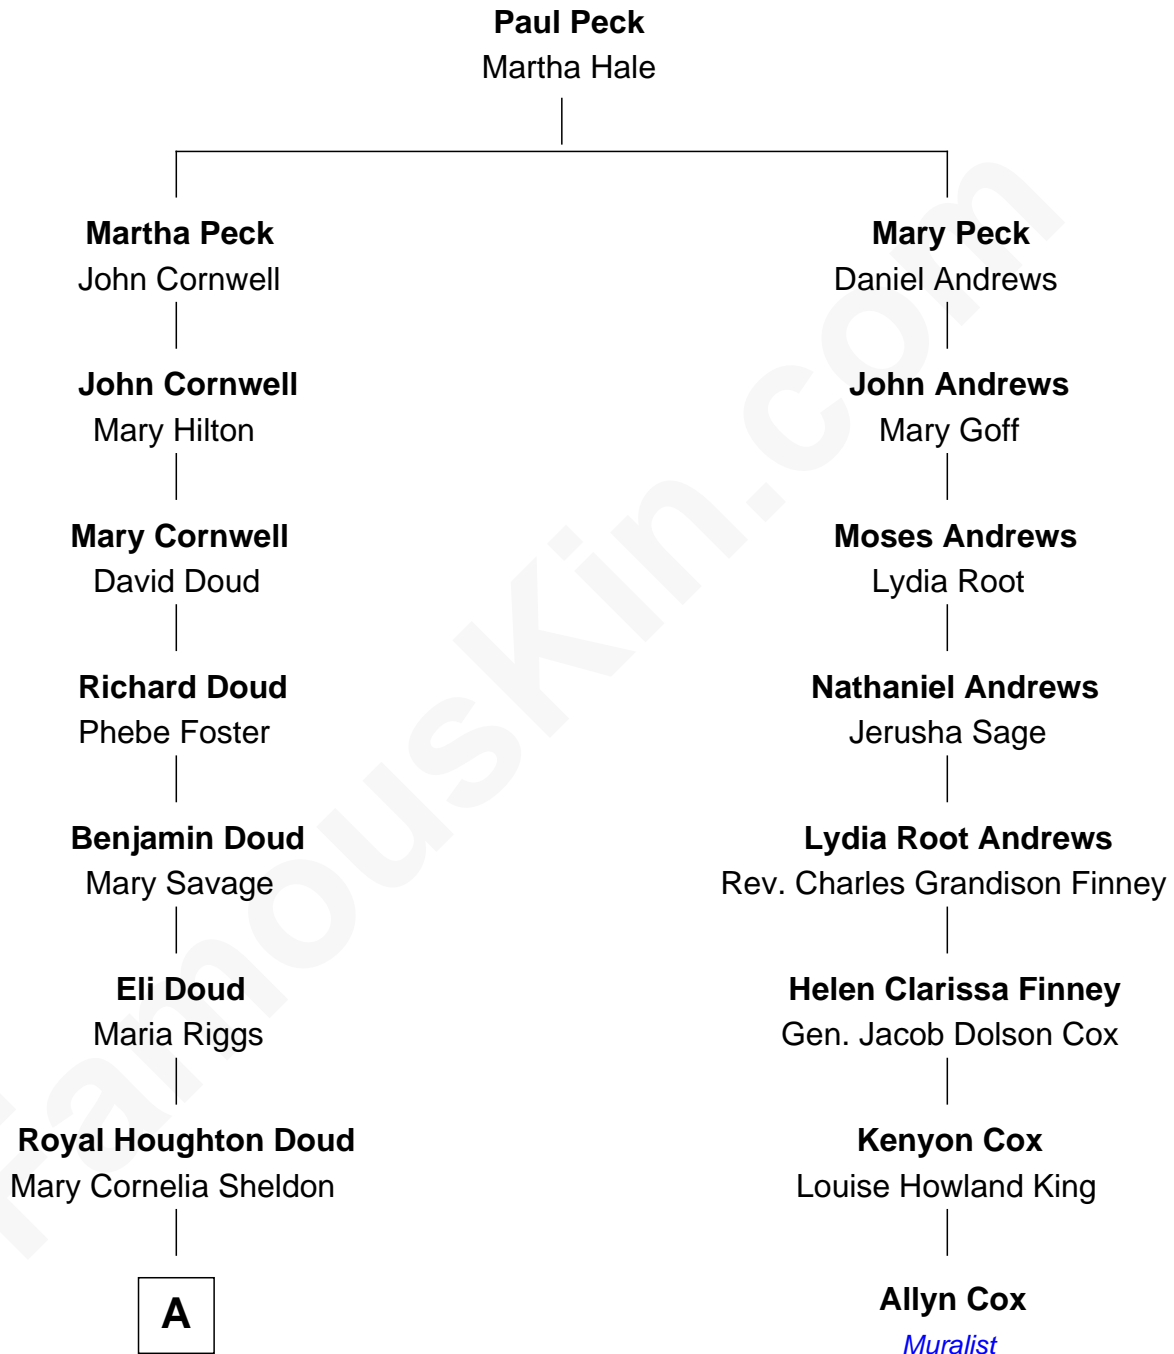 Paul Peck
Martha Hale
Martha Peck
John Cornwell
Mary Peck
Daniel Andrews
John Cornwell
Mary Hilton
John Andrews
Mary Goff
Mary Cornwell
David Doud
Moses Andrews
Lydia Root
Richard Doud
Phebe Foster
Nathaniel Andrews
Jerusha Sage
Benjamin Doud
Mary Savage
Lydia Root Andrews
Rev. Charles Grandison Finney
Eli Doud
Maria Riggs
Helen Clarissa Finney
Gen. Jacob Dolson Cox
Royal Houghton Doud
Mary Cornelia Sheldon
Kenyon Cox
Louise Howland King
A
Allyn Cox
Muralist
FamousKin.com